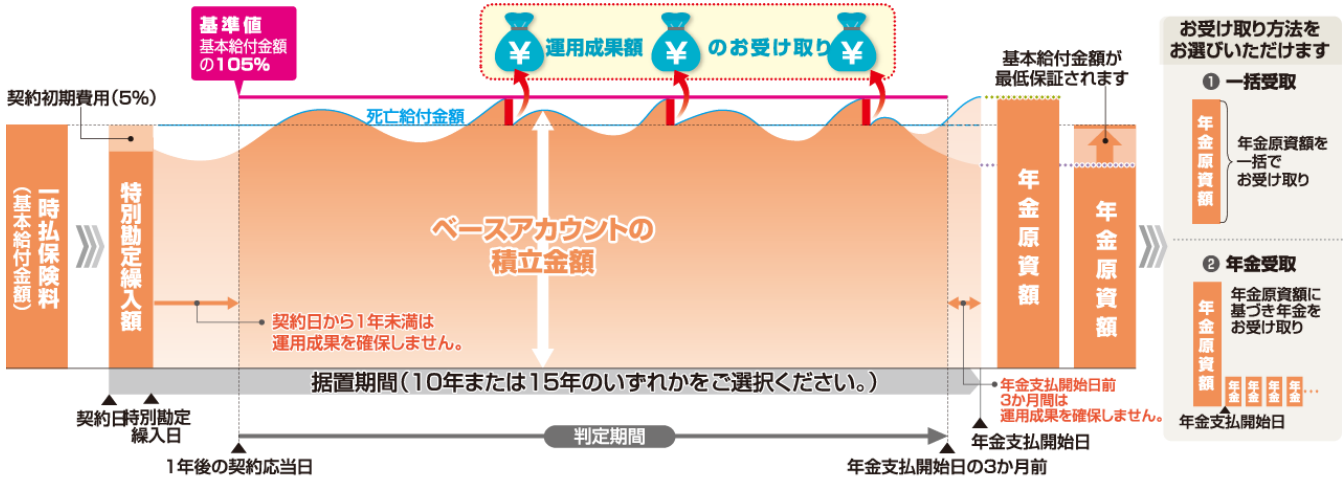 基準値
基本給付金額
の105%
¥
運用成果額
¥
のお受け取り
¥
お受け取り方法を
お選びいただけます
基本給付金額が
最低保証されます
契約初期費用(5%)
死亡給付金額
一時払保険料
(基本給付金額)
特別勘定繰入額
ベースアカウントの
積立金額
年金原資額
年金原資額
❶ 一括受取
年金原資額
年金原資額を
一括で
お受け取り
❷ 年金受取
年金原資額
年金原資額に
基づき年金を
お受け取り
年金
年金
年金
年金
…
年金支払開始日
契約日から1年未満は
運用成果を確保しません。
据置期間(10年または15年のいずれかをご選択ください。)
年金支払開始日前
3か月間は
運用成果を確保しません。
契約日
特別勘定
繰入日
判定期間
年金支払開始日
1年後の契約応当日
年金支払開始日の3か月前